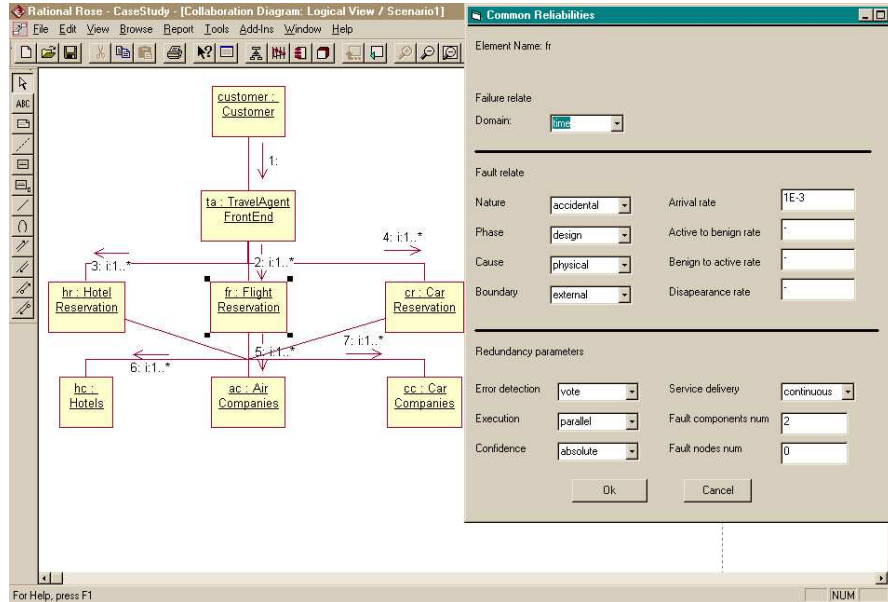 Rational Rose - CaseStudy - [Collaboration Diagram: Logical View / Scenario1]
File Edit View Browse Report Tools Add-Ins Window Help
ABC
customer :
Customer
1:
ta : TravelAgent
FrontEnd
4: i:1..*
3: i:1..*
2: i:1..*
hr : Hotel
Reservation
fr : Flight
Reservation
cr : Car
Reservation
7: i:1..*
5: i:1..*
6: i:1..*
hc :
Hotels
ac : Air
Companies
cc : Car
Companies
For Help, press F1
NUM
Common Reliabilities
Element Name: fr
Failure relate
Domain: time
Fault relate
Nature accidental Arrival rate 1E-3
Phase design Active to benign rate -
Cause physical Benign to active rate -
Boundary external Disapearance rate -
Redundancy parameters
Error detection vote Service delivery continuous
Execution parallel Fault components num 2
Confidence absolute Fault nodes num 0
Ok Cancel